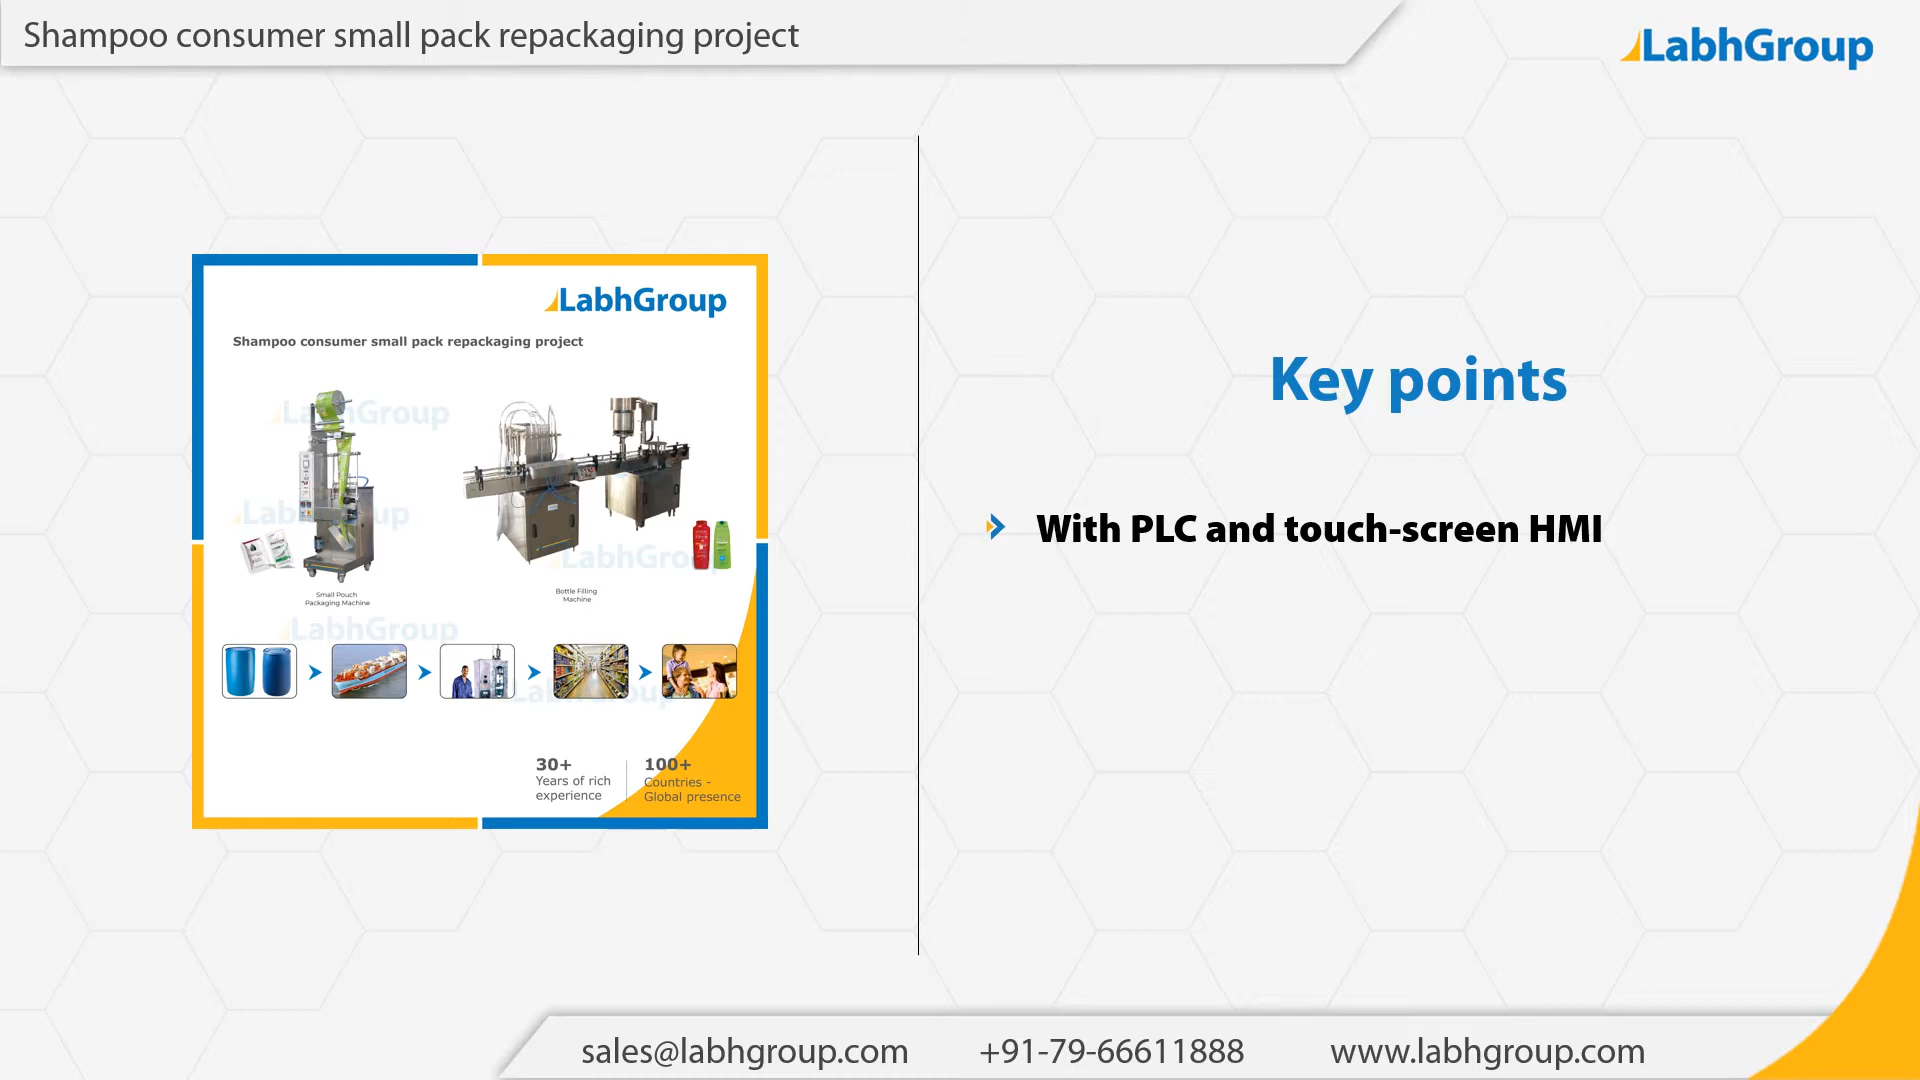 Shampoo consumer small pack repackaging project
LabhGroup
LabhGroup
Shampoo consumer small pack repackaging project
LabhGroup
LabhGroup
LabhGroup
Small Pouch
Packaging Machine
Bottle Filling
Machine
LabhGroup
LabhGroup
30+
Years of rich
experience
100+
Countries -
Global presence
Key points
With PLC and touch-screen HMI
sales@labhgroup.com
+91-79-66611888
www.labhgroup.com